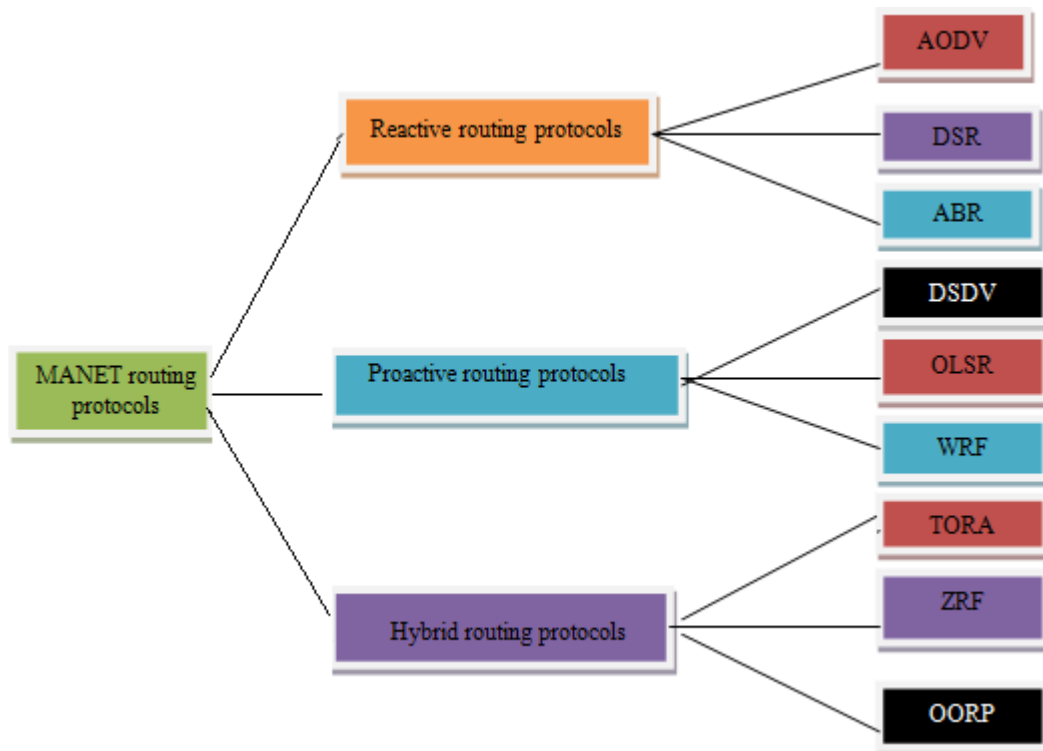 MANET routing
protocols
Reactive routing protocols
AODV
DSR
ABR
Proactive routing protocols
DSDV
OLSR
WRF
Hybrid routing protocols
TORA
ZRF
OORP